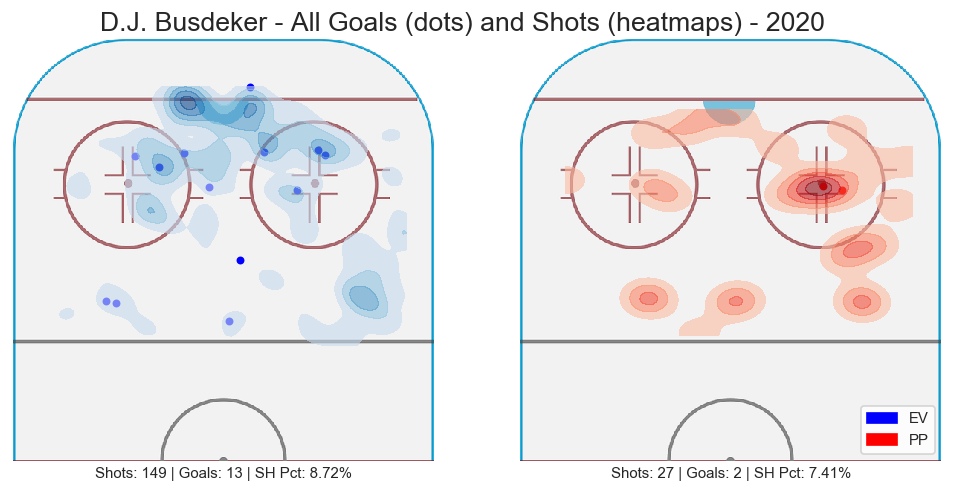 D.J. Busdeker - All Goals (dots) and Shots (heatmaps) - 2020
EV
PP
Shots: 149 | Goals: 13 | SH Pct: 8.72%
Shots: 27 | Goals: 2 | SH Pct: 7.41%